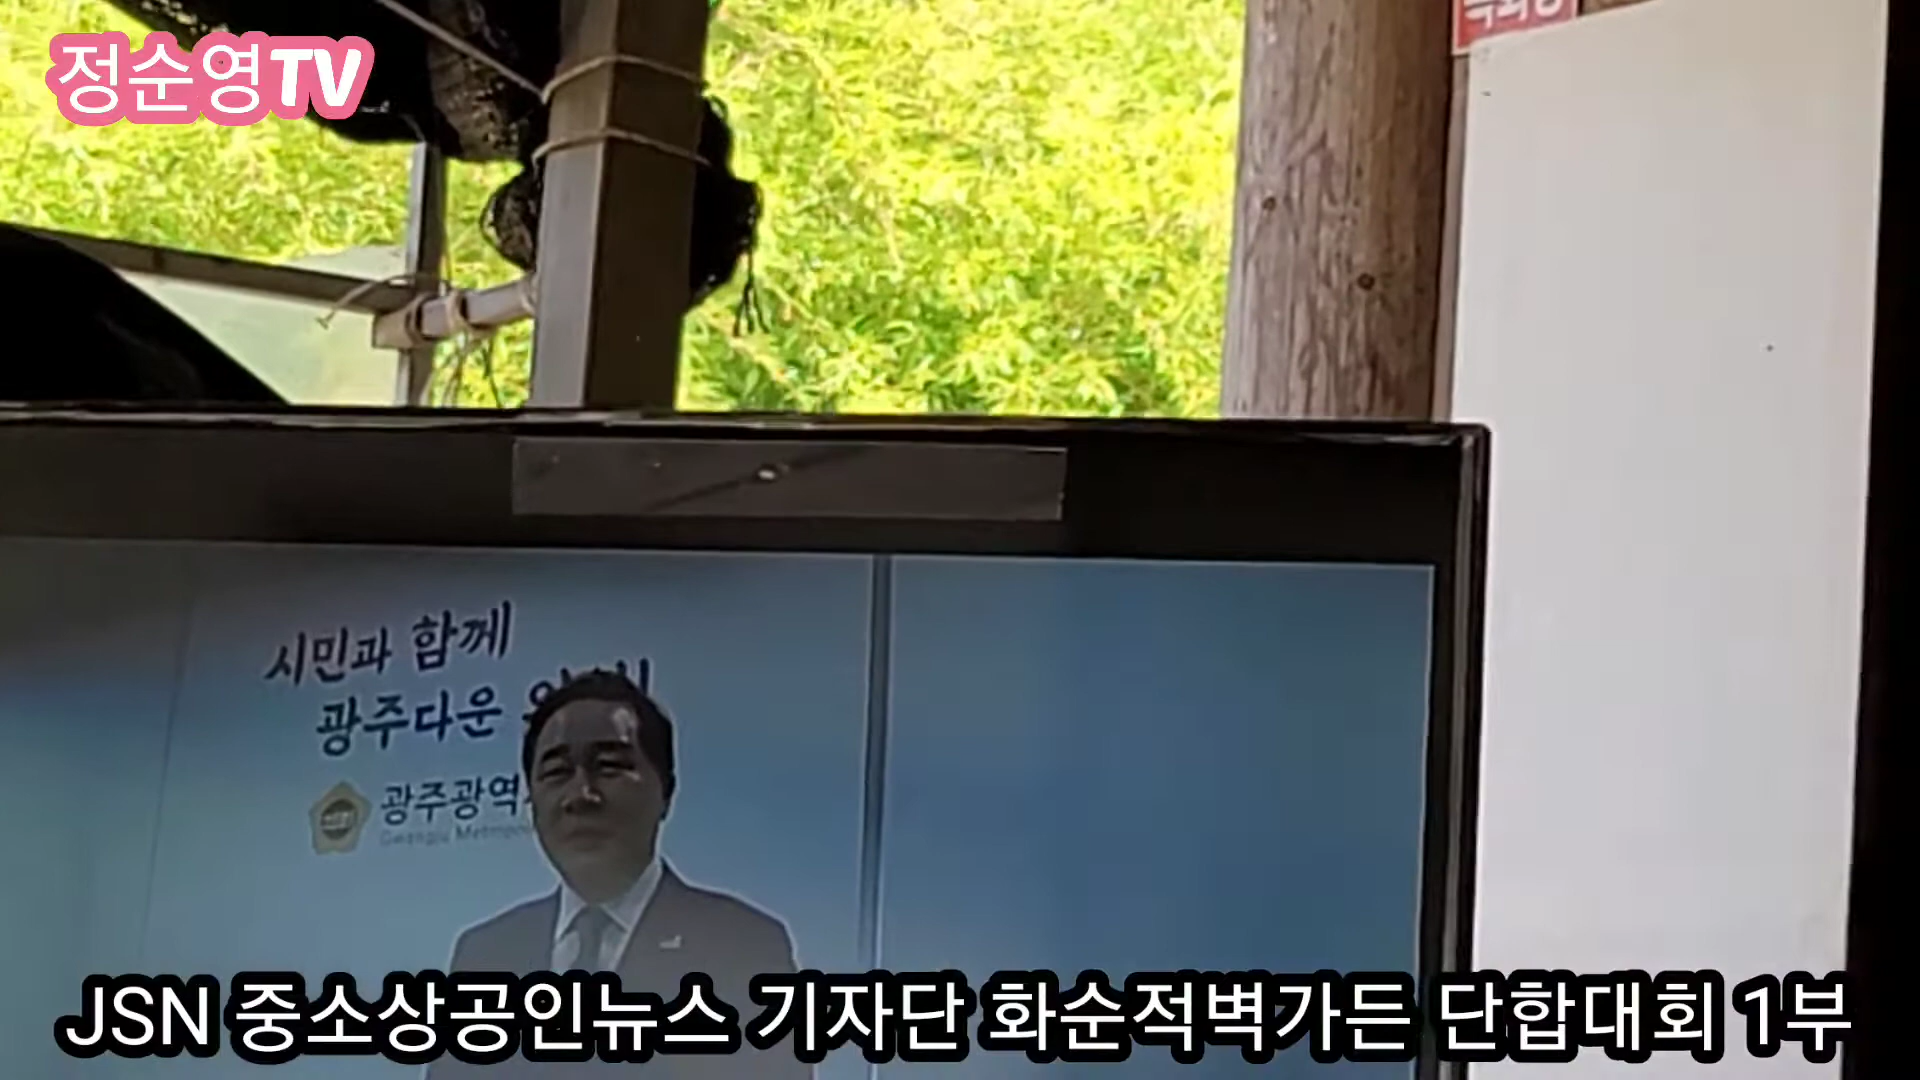 정순영TV
시민과 함께
광주다운
광주광역
Gwangju
JSN 중소상공인뉴스 기자단 화순적벽가든 단합대회 1부